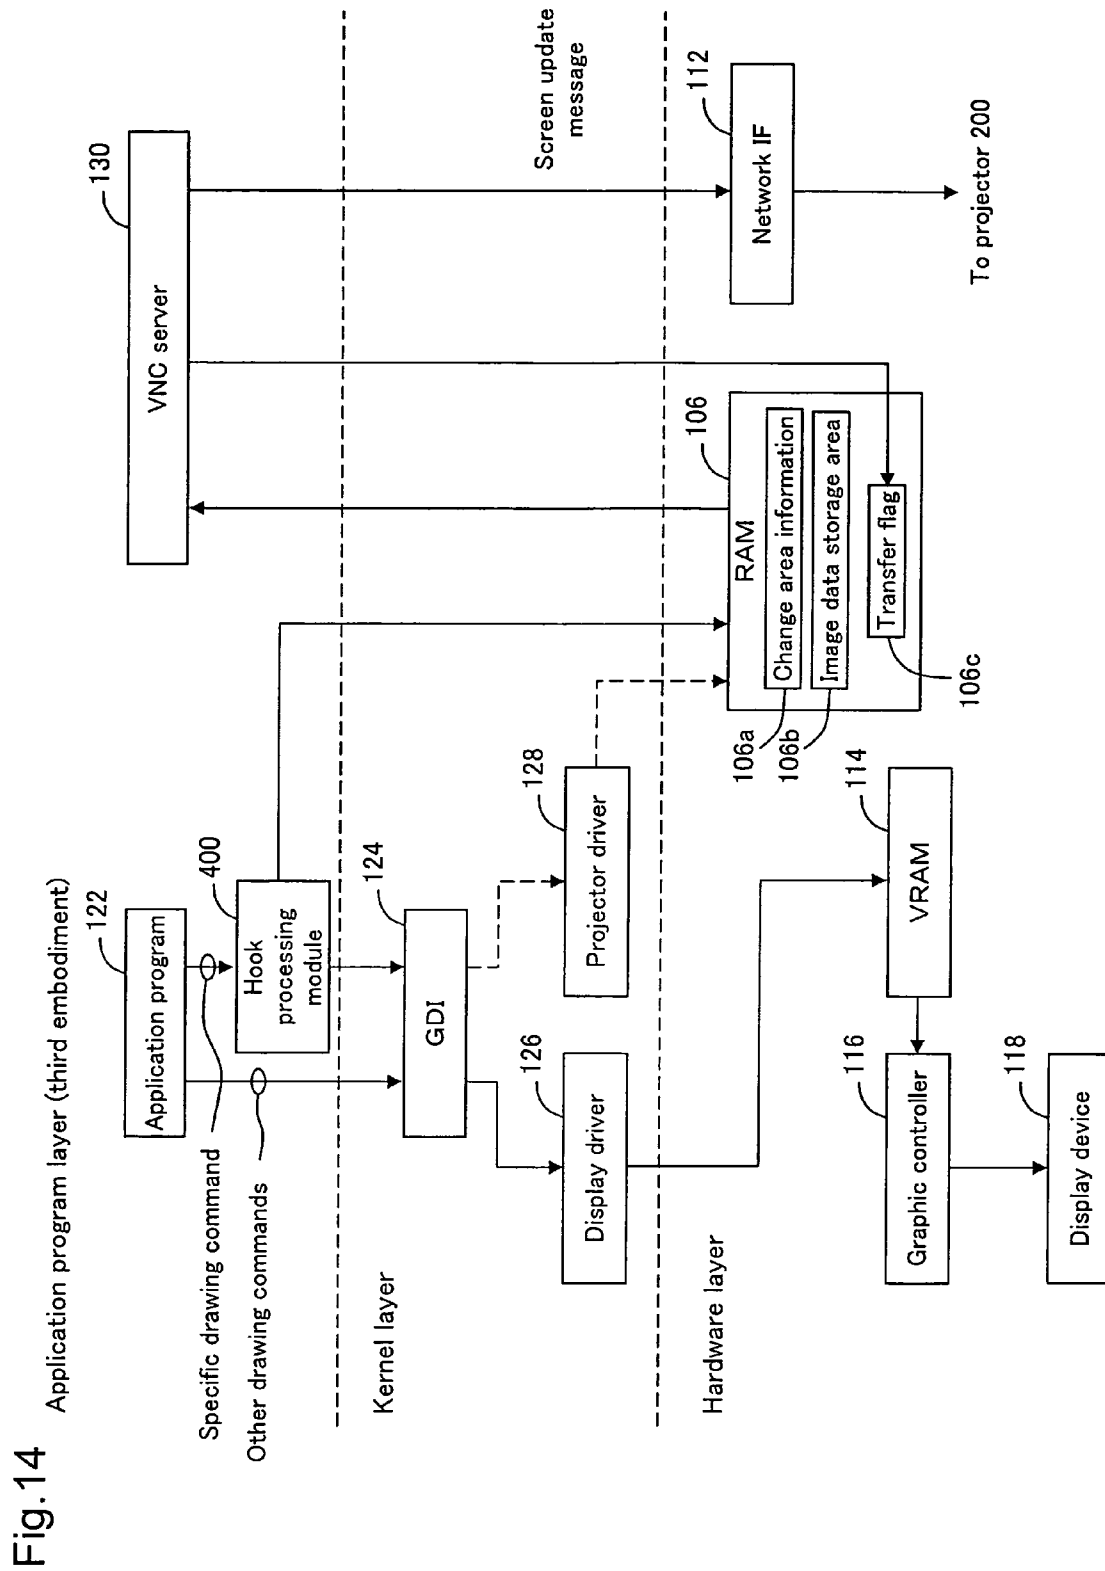 Fig.14
Application program layer (third embodiment)
122
Application program
Specific drawing command
Other drawing commands
400
Hook
processing
module
130
VNC server
Kernel layer
124
GDI
126
Display driver
128
Projector driver
Screen update
message
Hardware layer
106
RAM
106a
Change area information
106b
Image data storage area
106c
Transfer flag
112
Network IF
To projector 200
114
VRAM
116
Graphic controller
118
Display device